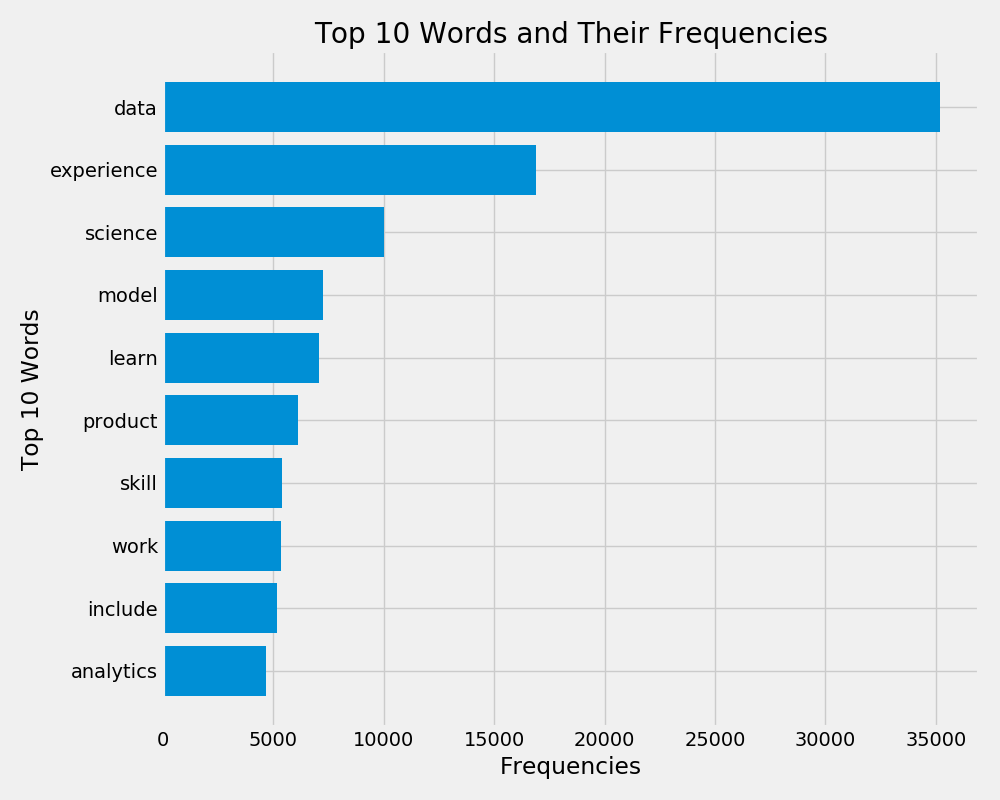 Top 10 Words and Their Frequencies
data
experience
science
model
learn
product
skill
work
include
analytics
Top 10 Words
0 5000 10000 15000 20000 25000 30000 35000
Frequencies